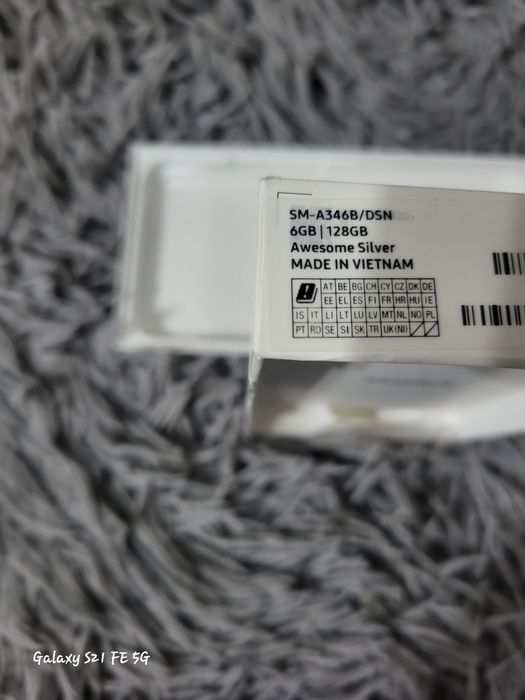 SM-A346B/DSN
6GB | 128GB
Awesome Silver
MADE IN VIETNAM
AT BE BG CH CY CZ DK DE
EE EL ES FI FR HR HU IE
IS IT LI LT LU LV MT NL NO PL
PT RO SE SI SK TR UK(NI)
Galaxy S21 FE 5G